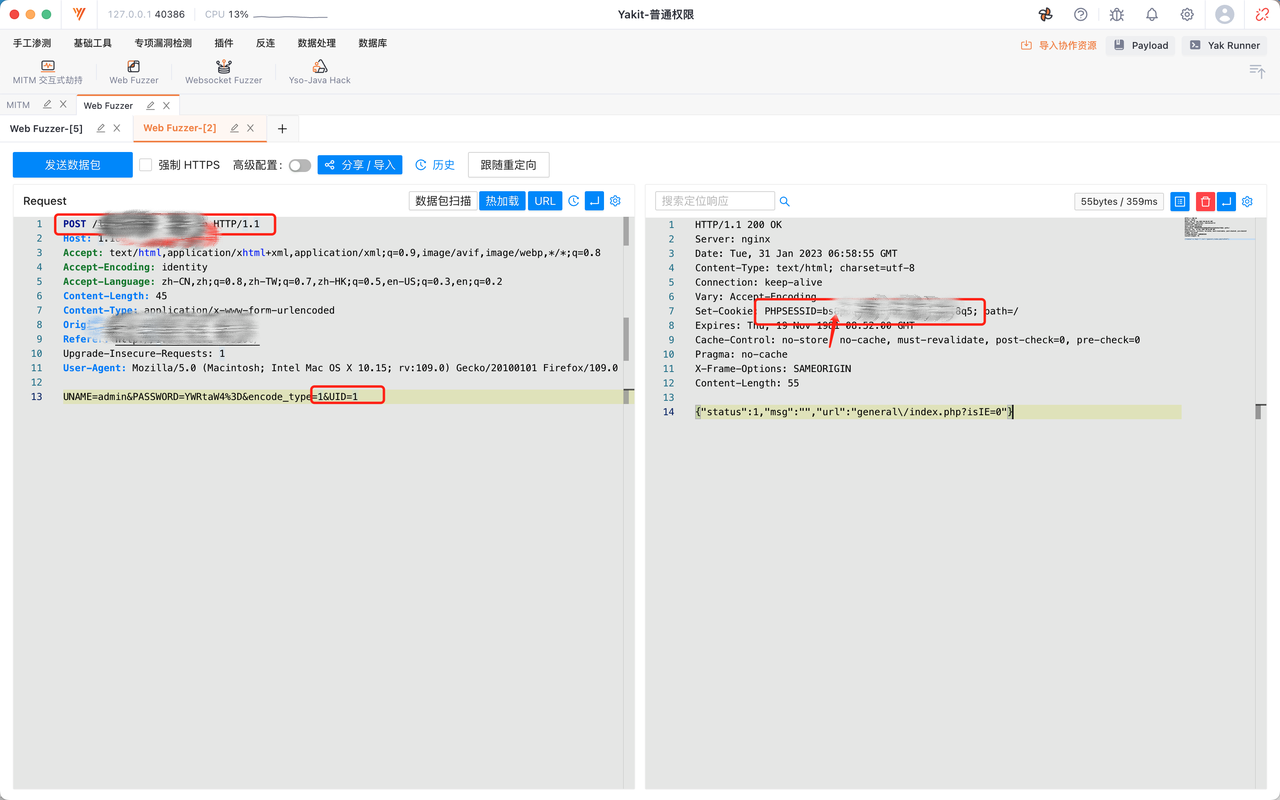 127.0.0.1 40386 CPU 13% Yakit-普通权限
手工渗测 基础工具 专项漏洞检测 插件 反连 数据处理 数据库 导入协作资源 Payload Yak Runner
MITM 交互式劫持 Web Fuzzer Websocket Fuzzer Yso-Java Hack
MITM Web Fuzzer
Web Fuzzer-[5] Web Fuzzer-[2]
发送数据包 强制 HTTPS 高级配置: 分享 / 导入 历史 跟随重定向
Request 数据包扫描 热加载 URL
1 POST / HTTP/1.1
2 Host:
3 Accept: text/html,application/xhtml+xml,application/xml;q=0.9,image/avif,image/webp,*/*;q=0.8
4 Accept-Encoding: identity
5 Accept-Language: zh-CN,zh;q=0.8,zh-TW;q=0.7,zh-HK;q=0.5,en-US;q=0.3,en;q=0.2
6 Content-Length: 45
7 Content-Type: application/x-www-form-urlencoded
8
9 Referer:
10 Upgrade-Insecure-Requests: 1
11 User-Agent: Mozilla/5.0 (Macintosh; Intel Mac OS X 10.15; rv:109.0) Gecko/20100101 Firefox/109.0
12
13 UNAME=admin&PASSWORD=YWRtaW4%3D&encode_type=1&UID=1
搜索定位响应 55bytes / 359ms
1 HTTP/1.1 200 OK
2 Server: nginx
3 Date: Tue, 31 Jan 2023 06:58:55 GMT
4 Content-Type: text/html; charset=utf-8
5 Connection: keep-alive
6 Vary: Accept-Encoding
7 Set-Cookie: PHPSESSID=bs 8q5; path=/
8 Expires: Thu, 19 Nov 1981 08:52:00 GMT
9 Cache-Control: no-store, no-cache, must-revalidate, post-check=0, pre-check=0
10 Pragma: no-cache
11 X-Frame-Options: SAMEORIGIN
12 Content-Length: 55
13
14 {"status":1,"msg":"","url":"general\/index.php?isIE=0"}